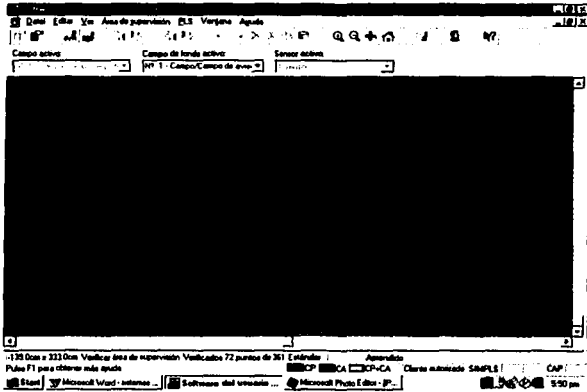 Datei Editar Ver Área de supervisión PLS Ventana Ayuda
Campo activo: Campo de fondo activo: Sensor activo:
Nº 1 - Campo/Campo de
-139.0cm x 333.0cm Verificar área de supervisión Verificados 72 puntos de 361 Estándar Aprendido
Pulse F1 para obtener más ayuda CP CA CP+CA Cliente autorizado SIMPLS CAP
Start Microsoft Word - sistemas ... Software del usuario ... Microsoft Photo Editor - 5:50 pm